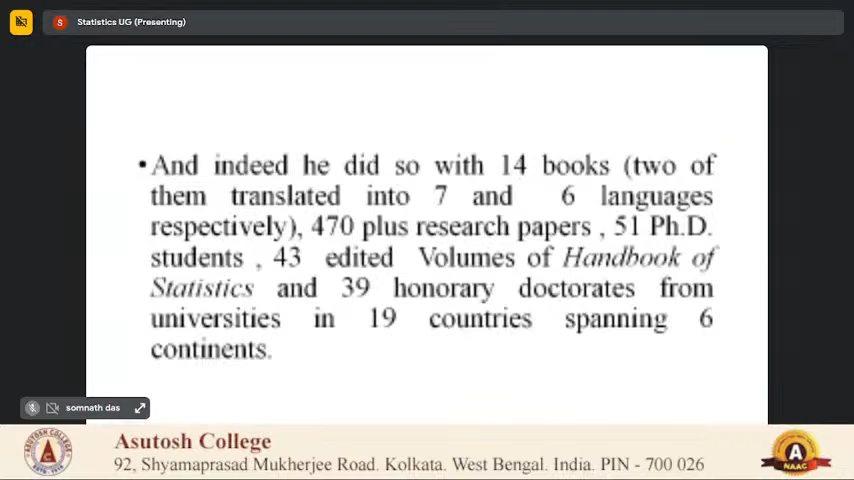 Statistics UG (Presenting)
•And indeed he did so with 14 books (two of
them translated into 7 and 6 languages
respectively), 470 plus research papers , 51 Ph.D.
students , 43 edited Volumes of Handbook of
Statistics and 39 honorary doctorates from
universities in 19 countries spanning 6
continents.
somnath das
Asutosh College
92, Shyamaprasad Mukherjee Road. Kolkata. West Bengal. India. PIN - 700 026
ASUTOSH COLLEGE
A
NAAC